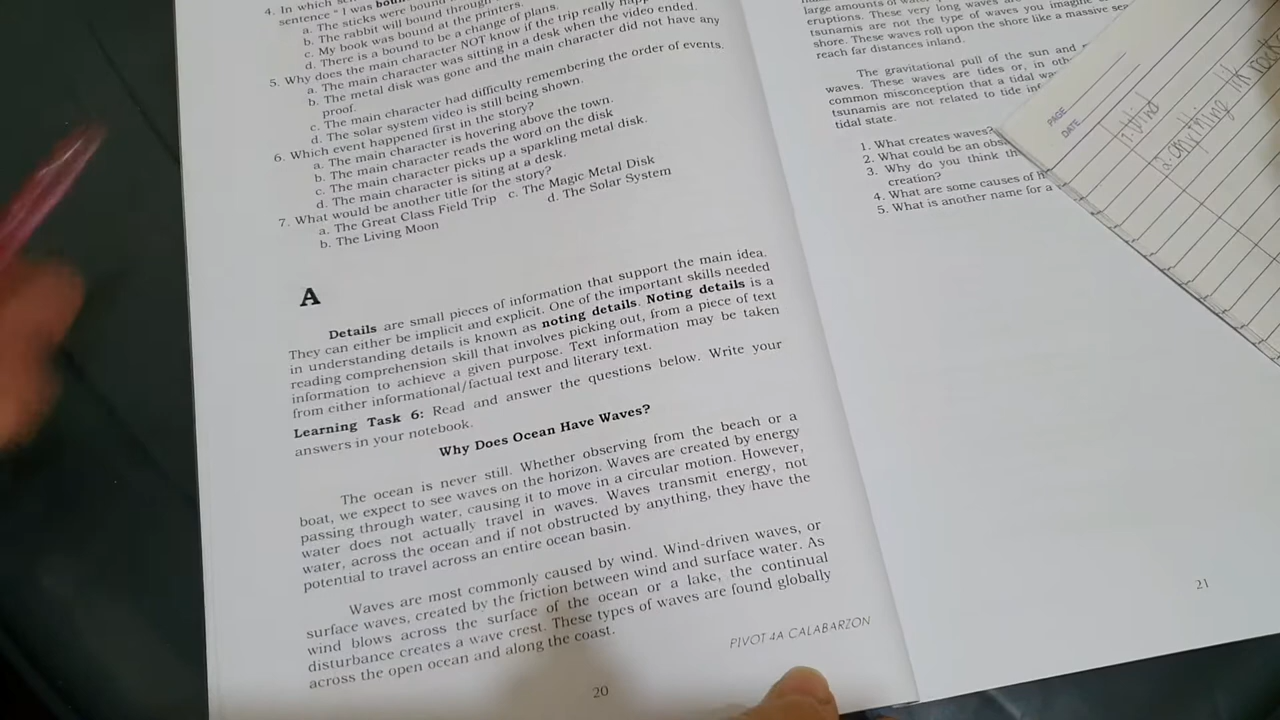 4. In which
sentence "I was
a. The sticks were bound
b. The rabbit will bound through
c. My book was bound at the printers.
d. There is a bound to be a change of plans.
5. Why does the main character NOT know if the trip really
a. The main character was sitting in a desk when the video ended.
b. The metal disk was gone and the main character did not have any
proof.
c. The main character had difficulty remembering the order of events.
d. The solar system video is still being shown.
6. Which event happened first in the story?
a. The main character is hovering above the town.
b. The main character reads the word on the disk
c. The main character picks up a sparkling metal disk.
d. The main character is siting at a desk.
7. What would be another title for the story?
a. The Great Class Field Trip c. The Magic Metal Disk
b. The Living Moon d. The Solar System
A
Details are small pieces of information that support the main idea.
They can either be implicit and explicit. One of the important skills needed
in understanding details is known as noting details. Noting details is a
reading comprehension skill that involves picking out, from a piece of text
information to achieve a given purpose. Text information may be taken
from either informational/factual text and literary text.
Learning Task 6: Read and answer the questions below. Write your
answers in your notebook.
Why Does Ocean Have Waves?
The ocean is never still. Whether observing from the beach or a
boat, we expect to see waves on the horizon. Waves are created by energy
passing through water, causing it to move in a circular motion. However,
water does not actually travel in waves. Waves transmit energy, not
water, across the ocean and if not obstructed by anything, they have the
potential to travel across an entire ocean basin.
Waves are most commonly caused by wind. Wind-driven waves, or
surface waves, created by the friction between wind and surface water. As
wind blows across the surface of the ocean or a lake, the continual
disturbance creates a wave crest. These types of waves are found globally
across the open ocean and along the coast.
PIVOT 4A CALABARZON
20
large amounts of
eruptions. These very long waves
tsunamis are not the type of waves you imagine
shore. These waves roll upon the shore like a massive
reach far distances inland.
The gravitational pull of the sun and
waves. These waves are tides or, in
common misconception that a tidal
tsunamis are not related to tide
tidal state.
1. What creates waves?
2. What could be an
3. Why do you think
creation?
4. What are some causes of
5. What is another name for a
21
PAGE
DATE
1. Wind
2. anything lik rocks